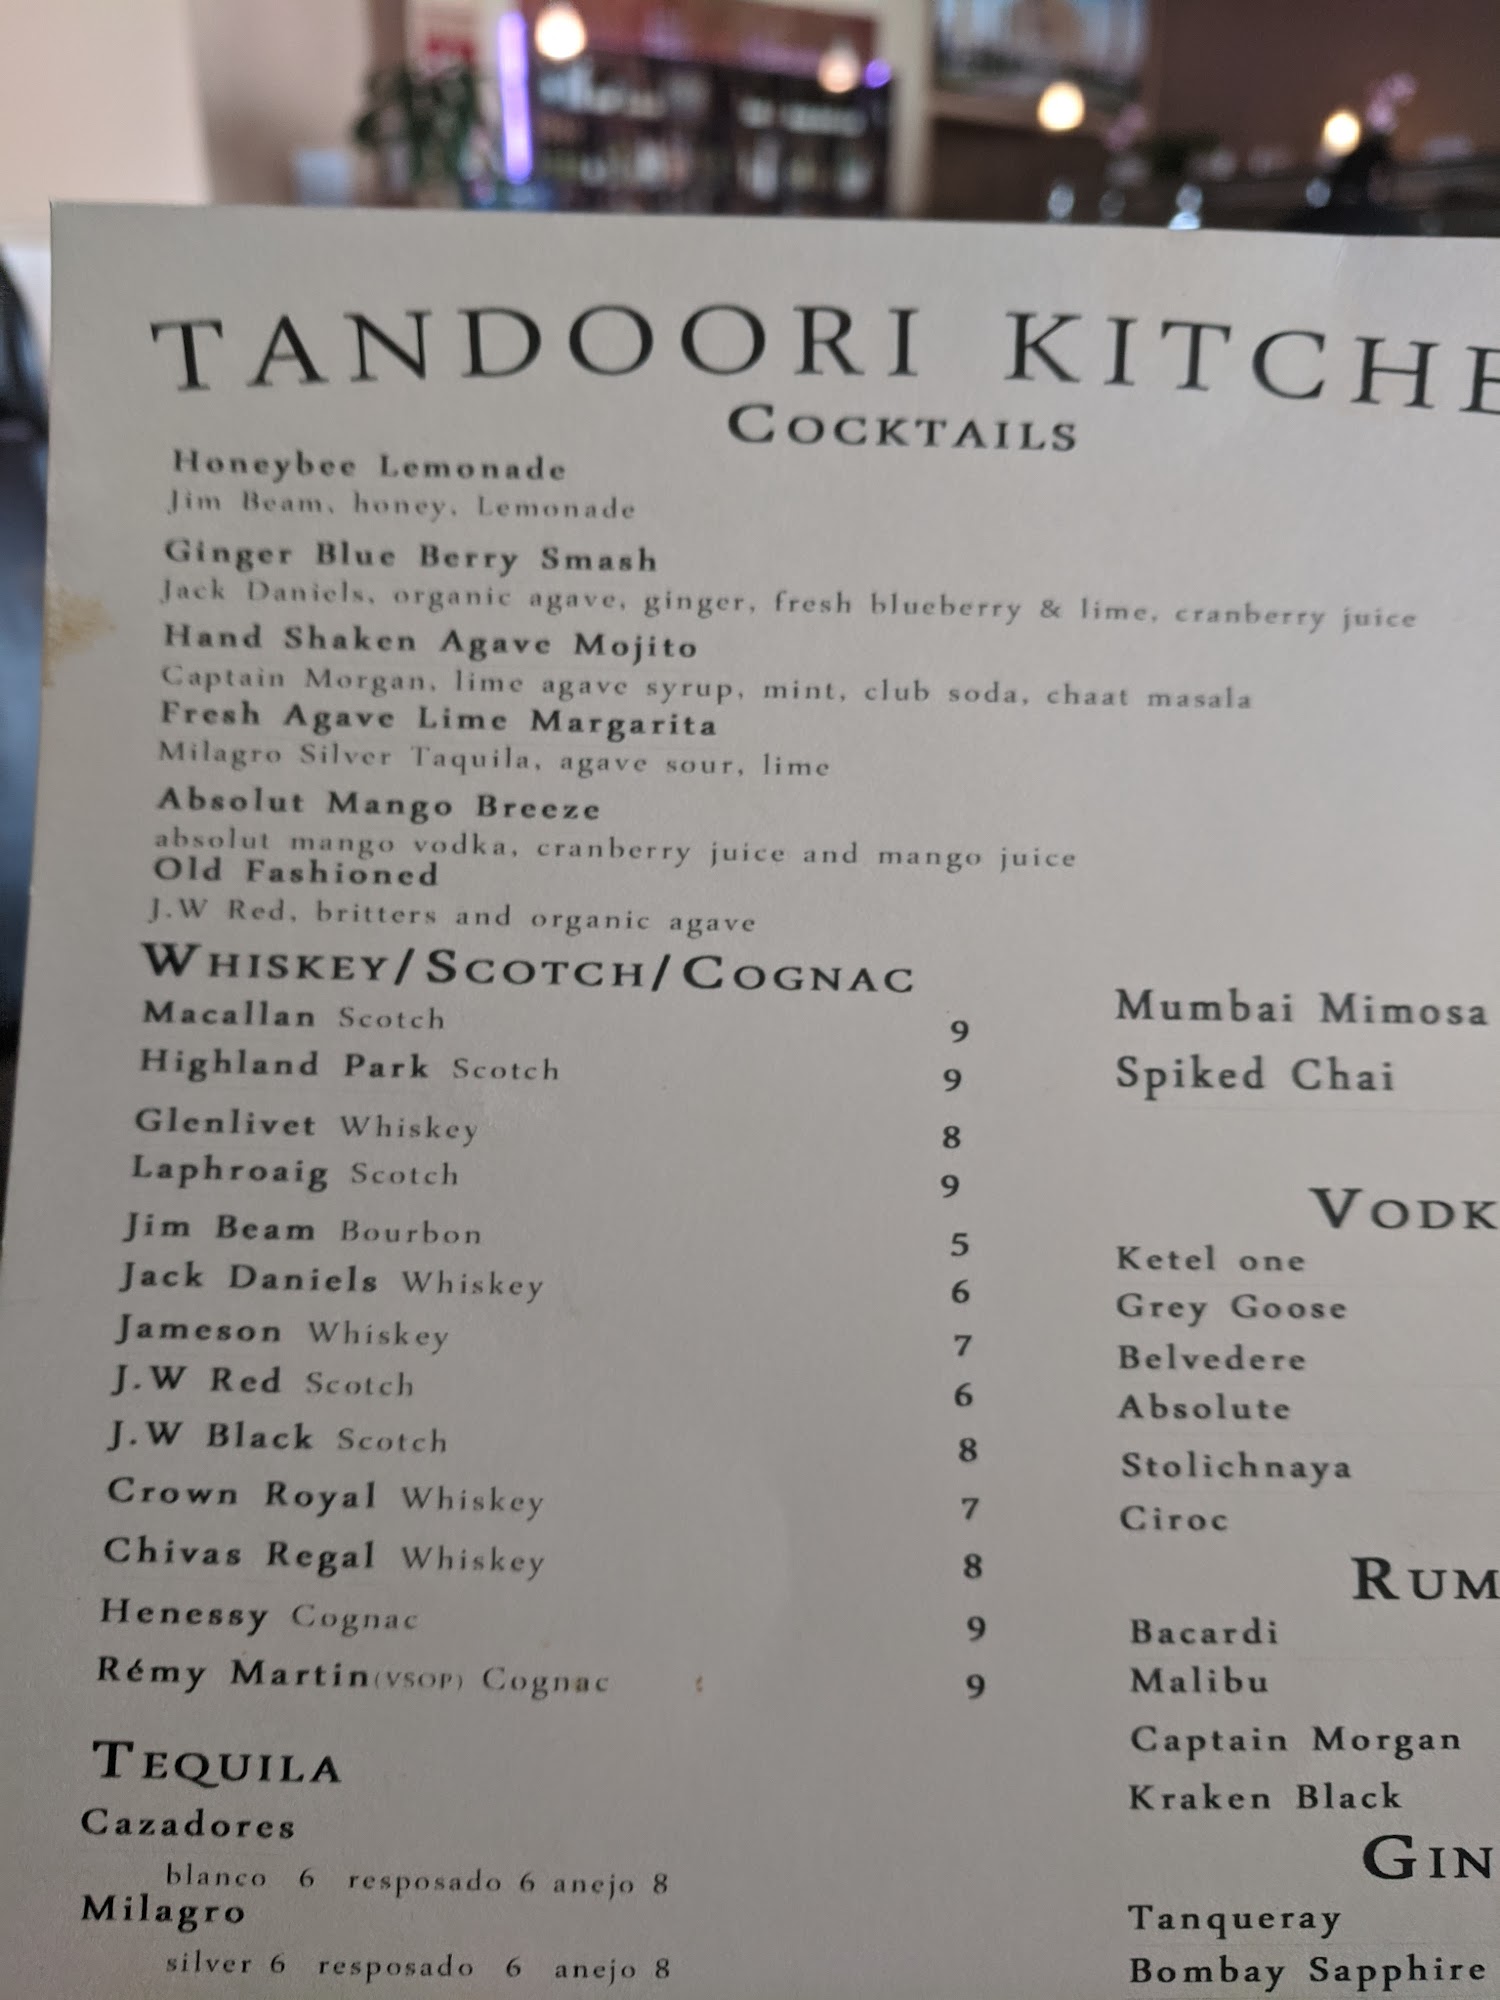 TANDOORI KITCHE
COCKTAILS
Honeybee Lemonade
Jim Beam, honey, Lemonade
Ginger Blue Berry Smash
Jack Daniels, organic agave, ginger, fresh blueberry & lime, cranberry juice
Hand Shaken Agave Mojito
Captain Morgan, lime agave syrup, mint, club soda, chaat masala
Fresh Agave Lime Margarita
Milagro Silver Taquila, agave sour, lime
Absolut Mango Breeze
absolut mango vodka, cranberry juice and mango juice
Old Fashioned
J.W Red, britters and organic agave
WHISKEY/SCOTCH/COGNAC
Macallan Scotch 9
Highland Park Scotch 9
Glenlivet Whiskey 8
Laphroaig Scotch 9
Jim Beam Bourbon 5
Jack Daniels Whiskey 6
Jameson Whiskey 7
J.W Red Scotch 6
J.W Black Scotch 8
Crown Royal Whiskey 7
Chivas Regal Whiskey 8
Henessy Cognac 9
Rémy Martin(VSOP) Cognac 9
TEQUILA
Cazadores
blanco 6 resposado 6 anejo 8
Milagro
silver 6 resposado 6 anejo 8
Mumbai Mimosa
Spiked Chai
VODK
Ketel one
Grey Goose
Belvedere
Absolute
Stolichnaya
Ciroc
RUM
Bacardi
Malibu
Captain Morgan
Kraken Black
GIN
Tanqueray
Bombay Sapphire